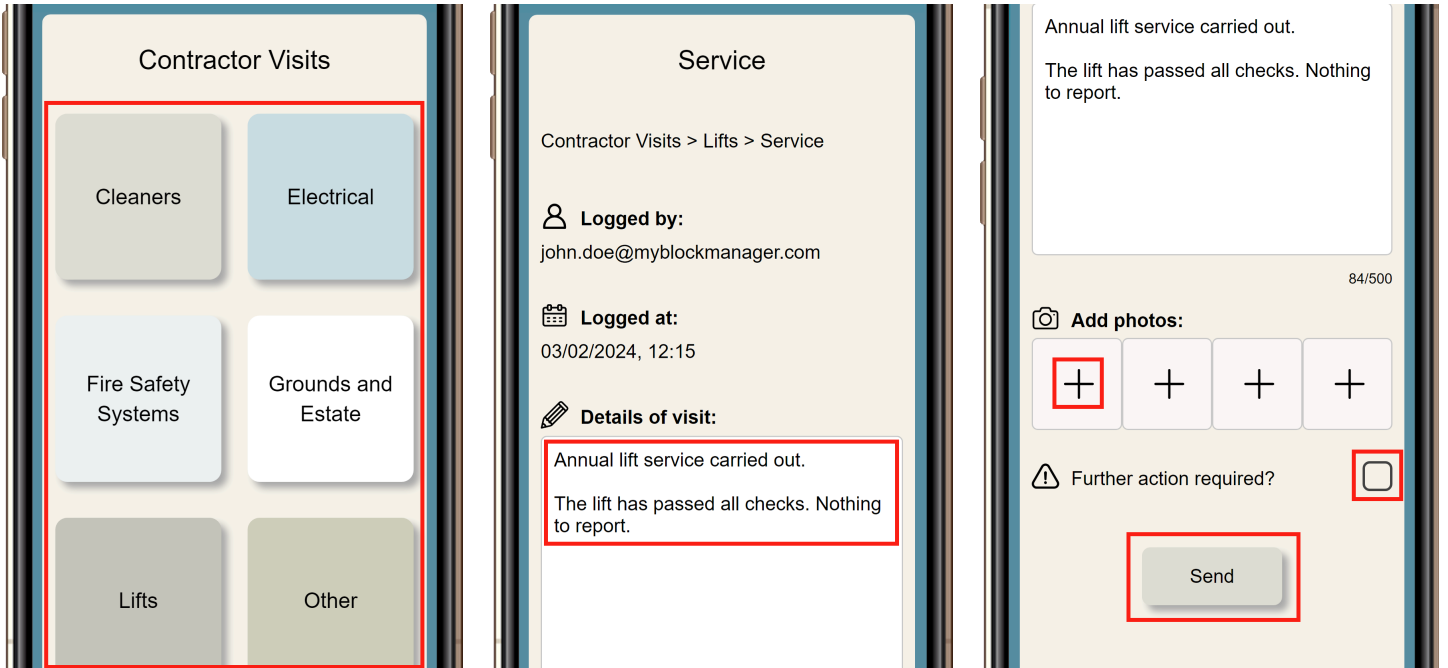 Contractor Visits
Cleaners
Electrical
Fire Safety
Systems
Grounds and
Estate
Lifts
Other
Service
Contractor Visits > Lifts > Service
Logged by:
john.doe@myblockmanager.com
Logged at:
03/02/2024, 12:15
Details of visit:
Annual lift service carried out.
The lift has passed all checks. Nothing
to report.
Annual lift service carried out.
The lift has passed all checks. Nothing
to report.
84/500
Add photos:
Further action required?
Send